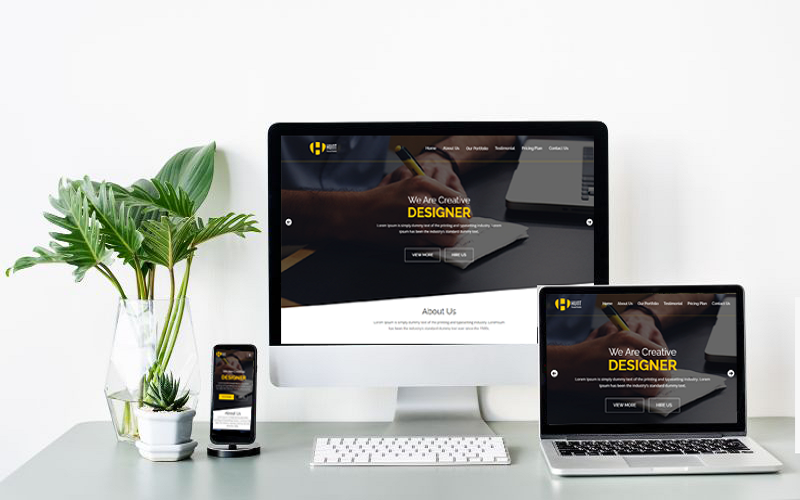 HUIT
Home About Us Our Portfolio Testimonial Pricing Plan Contact Us
We Are Creative
DESIGNER
Lorem Ipsum is simply dummy text of the printing and typesetting industry. Lorem
Ipsum has been the industry's standard dummy text.
VIEW MORE HIRE US
About Us
Lorem Ipsum is simply dummy text of the printing and typesetting industry. Lorem Ipsum
has been the industry's standard dummy text ever since the 1500s,
DESIGNER
About Us
HUIT
Home About Us Our Portfolio Testimonial Pricing Plan Contact Us
We Are Creative
DESIGNER
Lorem Ipsum is simply dummy text of the printing and typesetting industry. Lorem
Ipsum has been the industry's standard dummy text.
VIEW MORE HIRE US